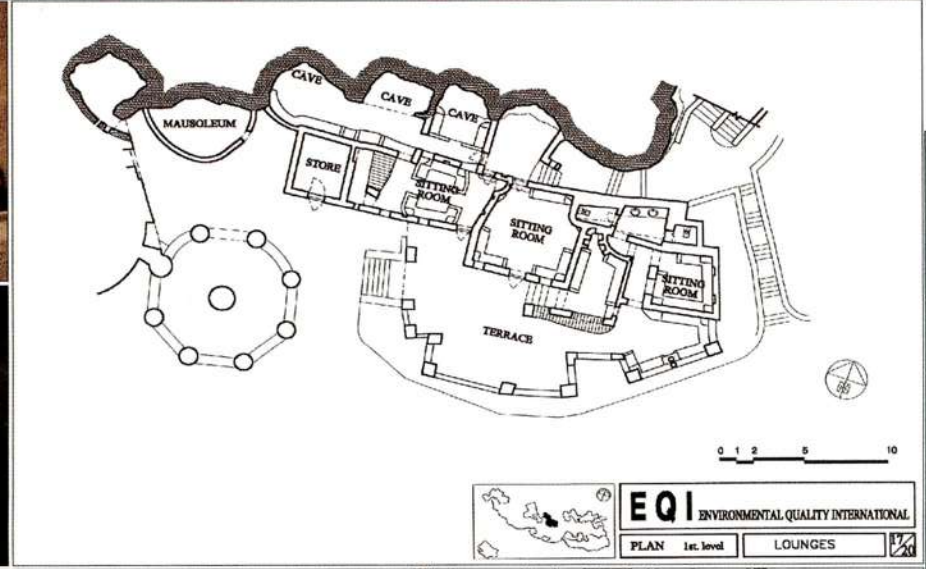 CAVE
CAVE
CAVE
MAUSOLEUM
STORE
SITTING
ROOM
SITTING
ROOM
SITTING
ROOM
TERRACE
N
0 1 2 5 10
EQI ENVIRONMENTAL QUALITY INTERNATIONAL
PLAN 1st. level
LOUNGES
17/20